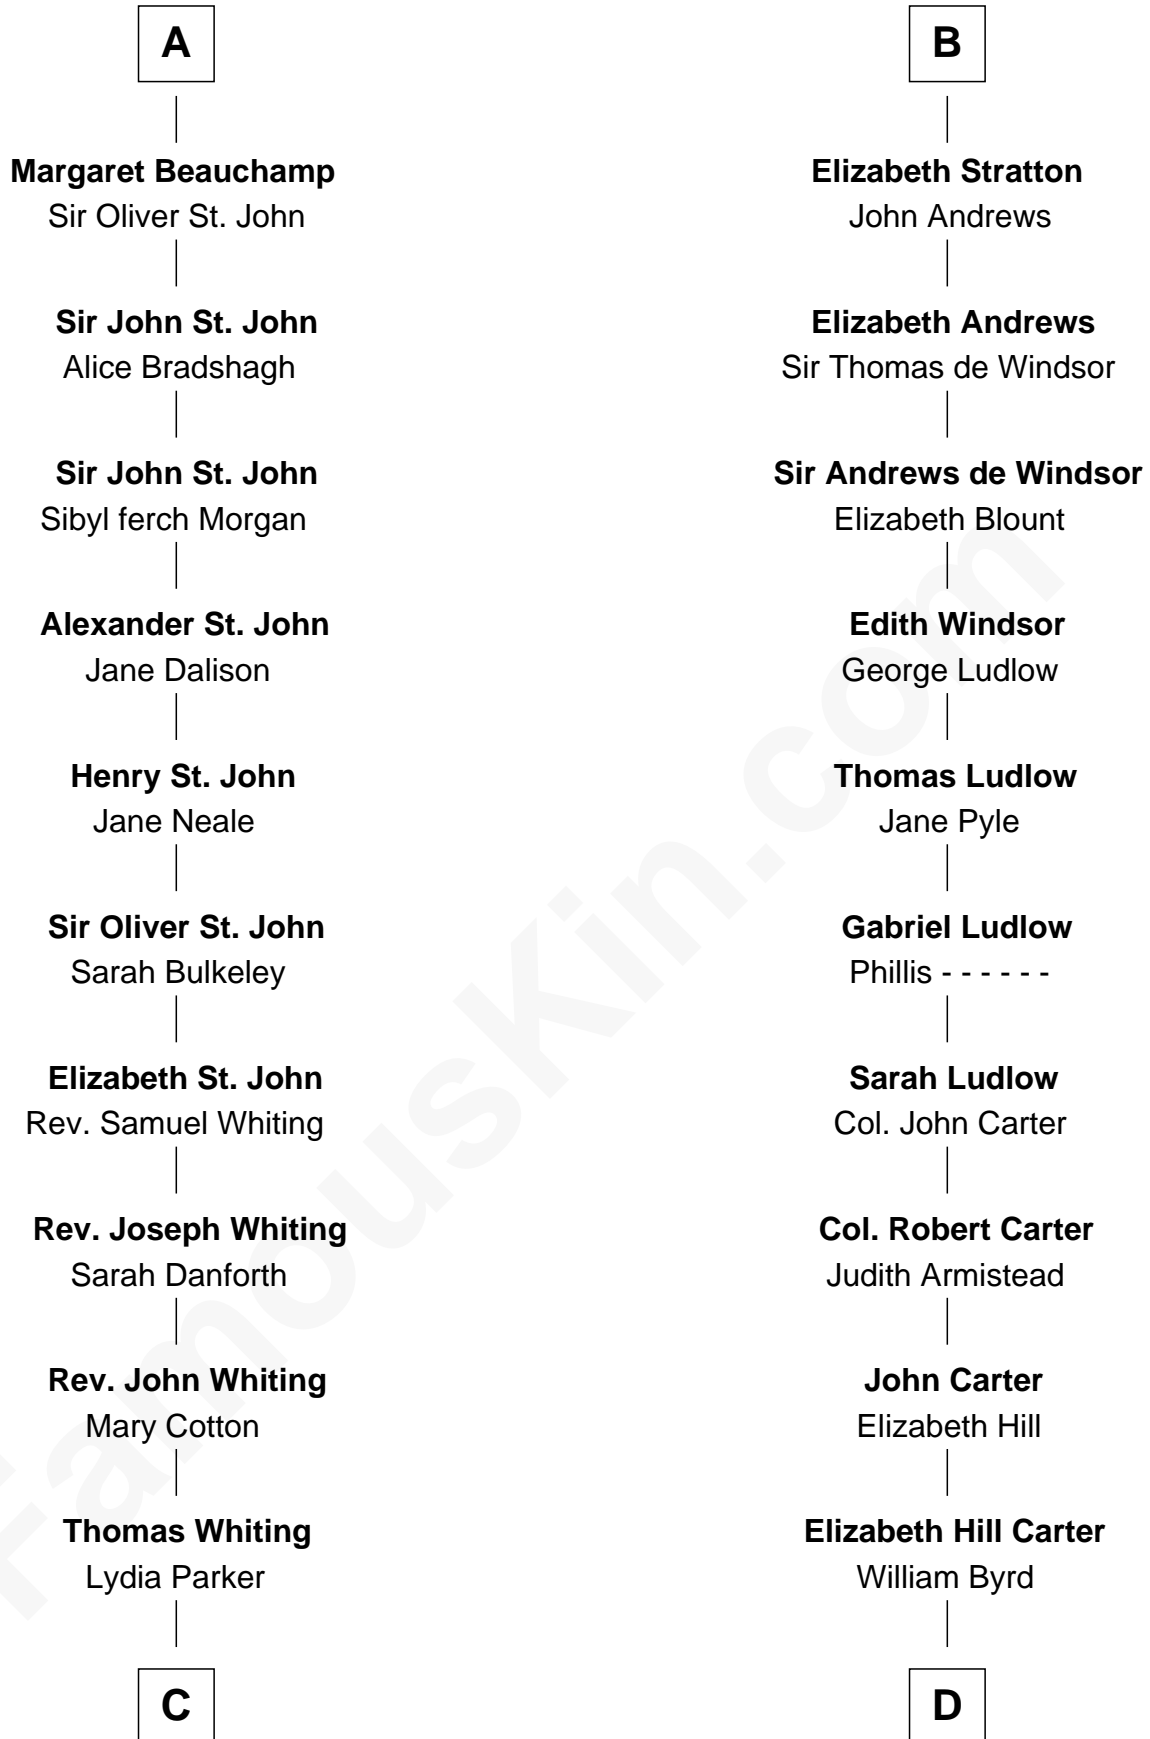 A
Margaret Beauchamp
Sir Oliver St. John
Sir John St. John
Alice Bradshagh
Sir John St. John
Sibyl ferch Morgan
Alexander St. John
Jane Dalison
Henry St. John
Jane Neale
Sir Oliver St. John
Sarah Bulkeley
Elizabeth St. John
Rev. Samuel Whiting
Rev. Joseph Whiting
Sarah Danforth
Rev. John Whiting
Mary Cotton
Thomas Whiting
Lydia Parker
C
B
Elizabeth Stratton
John Andrews
Elizabeth Andrews
Sir Thomas de Windsor
Sir Andrews de Windsor
Elizabeth Blount
Edith Windsor
George Ludlow
Thomas Ludlow
Jane Pyle
Gabriel Ludlow
Phillis - - - - - -
Sarah Ludlow
Col. John Carter
Col. Robert Carter
Judith Armistead
John Carter
Elizabeth Hill
Elizabeth Hill Carter
William Byrd
D
FamousKin.com